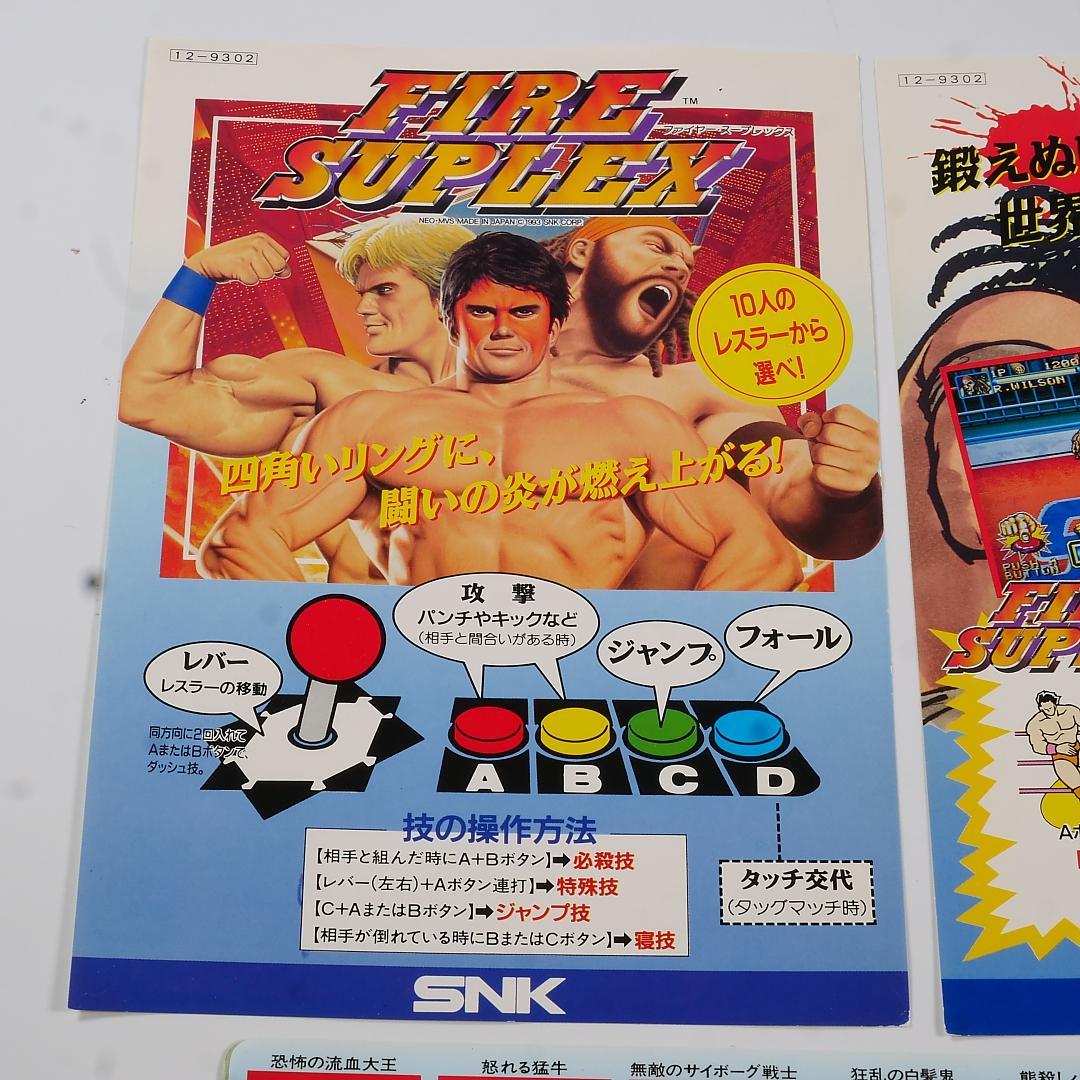 12-9302
FIRE
SUPLEX
TM
ファイヤー・スープレックス
NEO・MVS MADE IN JAPAN © 1993 SNK CORP.
10人の
レスラーから
選べ!
四角いリングに、
闘いの炎が燃え上がる!
攻撃
パンチやキックなど
(相手と間合いがある時)
ジャンプ
フォール
レバー
レスラーの移動
同方向に2回入れて
AまたはBボタンで、
ダッシュ技。
A B C D
技の操作方法
【相手と組んだ時にA+Bボタン】➡必殺技
【レバー(左右)+Aボタン連打】➡特殊技
【C+AまたはBボタン】➡ジャンプ技
【相手が倒れている時にBまたはCボタン】➡寝技
タッチ交代
(タッグマッチ時)
SNK
12-9302
鍛えぬ
世界
1P
1200
R.WILSON
PUSH
BUTTON
FI
SUP
Aボ
恐怖の流血大王
怒れる猛牛
無敵のサイボーグ戦士
狂乱の白髪鬼
熊殺し